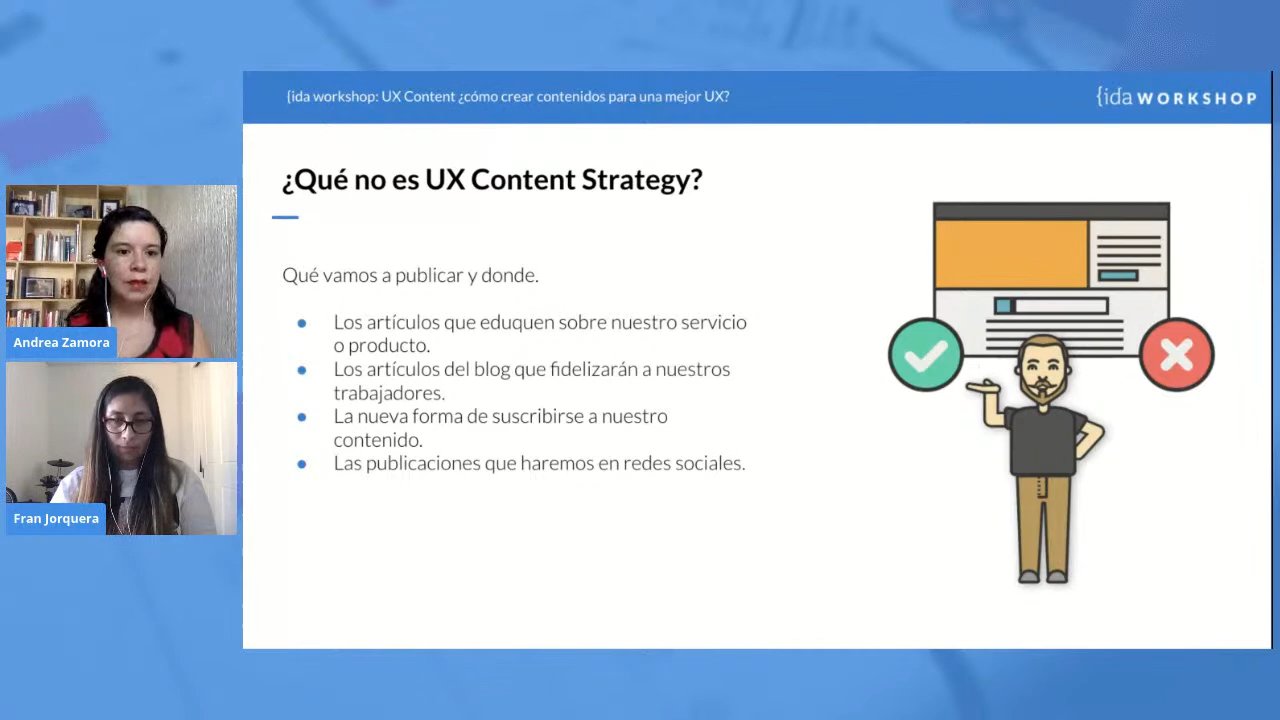 {ida workshop: UX Content ¿cómo crear contenidos para una mejor UX?
{ida WORKSHOP
¿Qué no es UX Content Strategy?
Qué vamos a publicar y donde.
● Los artículos que eduquen sobre nuestro servicio
o producto.
● Los artículos del blog que fidelizarán a nuestros
trabajadores.
● La nueva forma de suscribirse a nuestro
contenido.
● Las publicaciones que haremos en redes sociales.
Andrea Zamora
Fran Jorquera